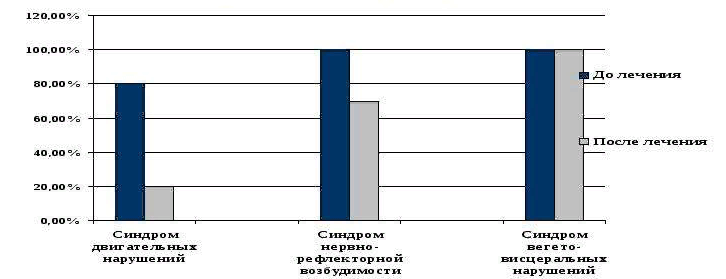 120,00%
100,00%
80,00%
60,00%
40,00%
20,00%
0,00%
До лечения
После лечения
Синдром
двигательных
нарушений
Синдром
нервно-
рефлекторной
возбудимости
Синдром
вегето-
висцеральных
нарушений